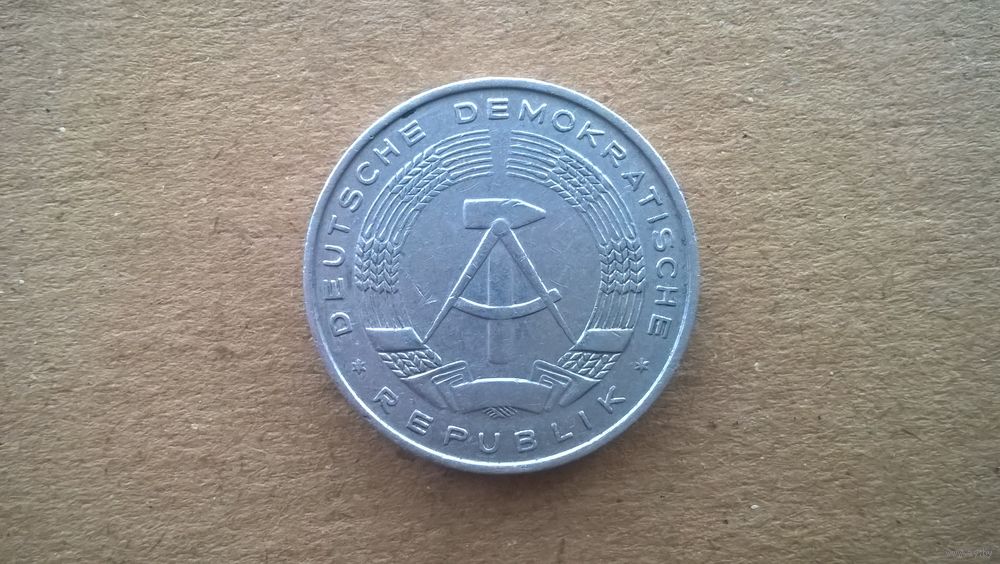 DEUTSCHE DEMOKRATISCHE
* REPUBLIK *